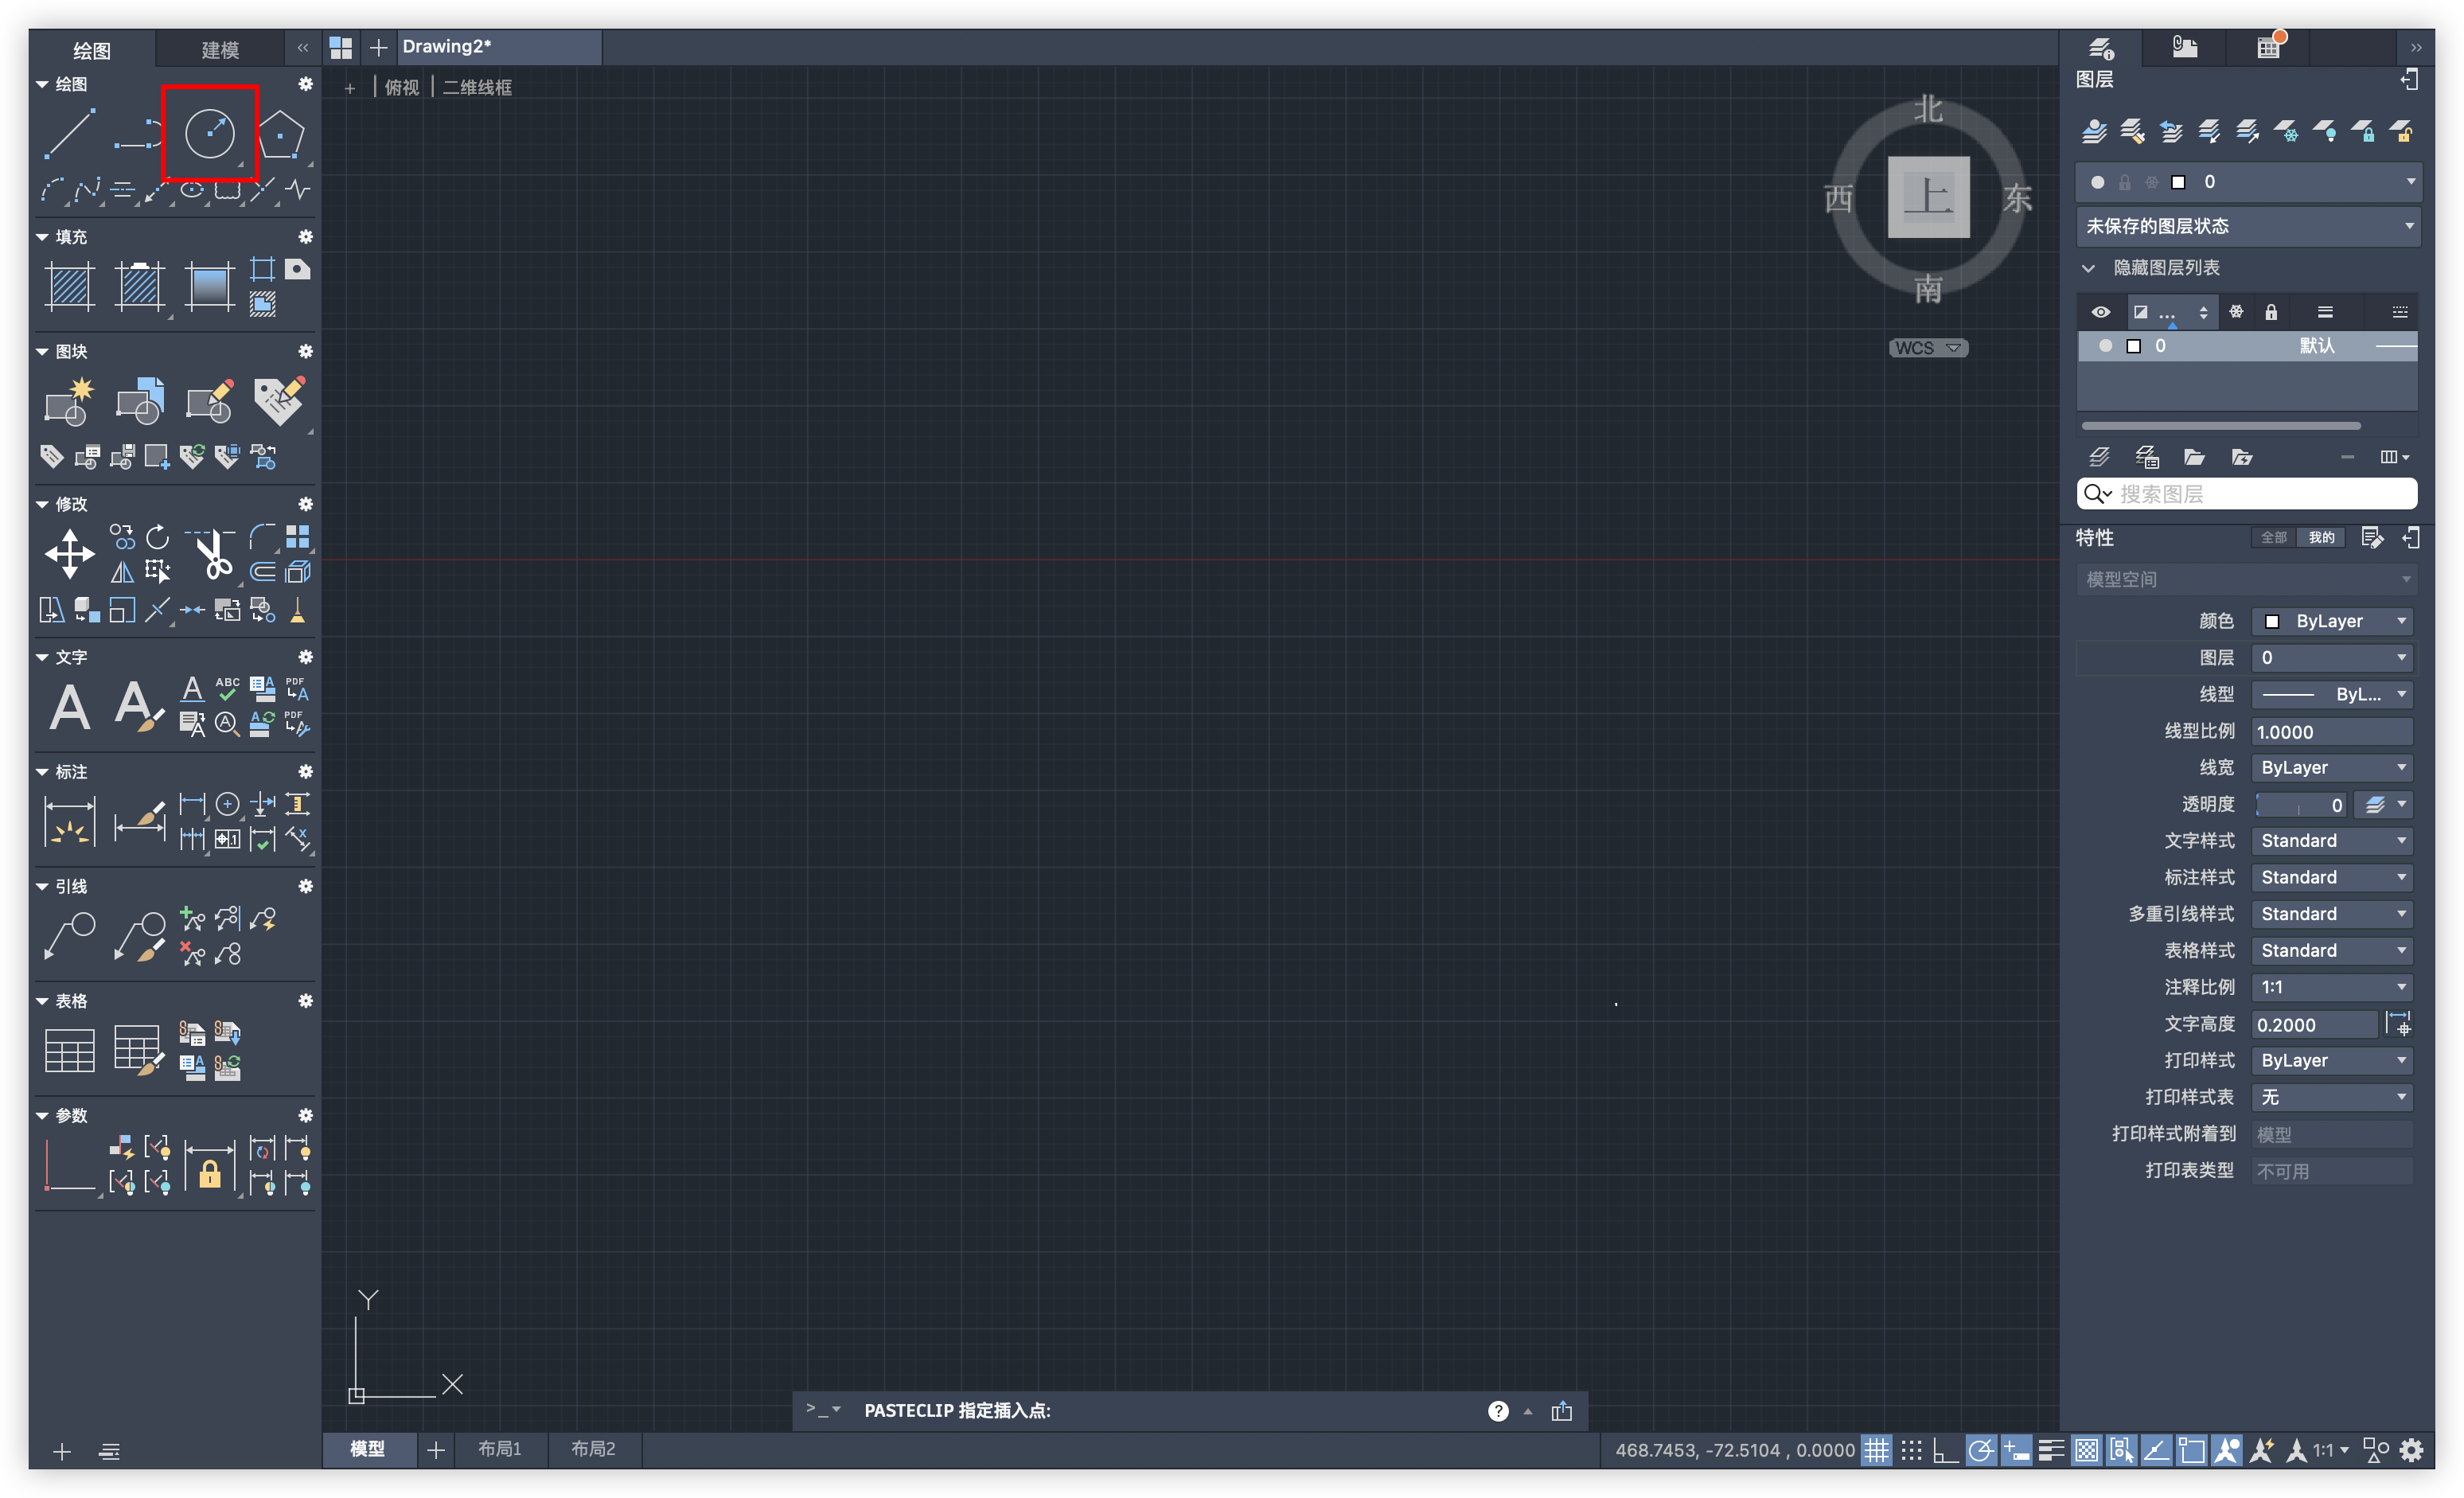 绘图
建模
Drawing2*
绘图
填充
图块
修改
文字
ABC
A
PDF
A
A
A
A
A
A
A
PDF
A
标注
.1
x
引线
表格
A
参数
+ 俯视 二维线框
北
西 上 东
南
WCS
Y
X
>_ PASTECLIP 指定插入点: ?
模型
布局1
布局2
468.7453, -72.5104 , 0.0000
1:1
图层
0
未保存的图层状态
隐藏图层列表
...
0 默认
搜索图层
特性 全部 我的
模型空间
颜色 ByLayer
图层 0
线型 ByL...
线型比例 1.0000
线宽 ByLayer
透明度 0
文字样式 Standard
标注样式 Standard
多重引线样式 Standard
表格样式 Standard
注释比例 1:1
文字高度 0.2000
打印样式 ByLayer
打印样式表 无
打印样式附着到 模型
打印表类型 不可用